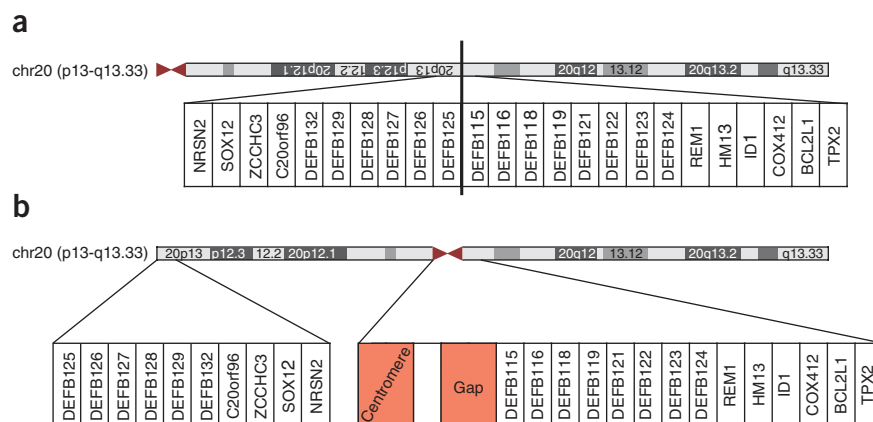 a
chr20 (p13-q13.33)
20p12.1
12.2
p12.3
20p13
20q12
13.12
20q13.2
q13.33
NRSN2
SOX12
ZCCHC3
C20orf96
DEFB132
DEFB129
DEFB128
DEFB127
DEFB126
DEFB125
DEFB115
DEFB116
DEFB118
DEFB119
DEFB121
DEFB122
DEFB123
DEFB124
REM1
HM13
ID1
COX412
BCL2L1
TPX2
b
chr20 (p13-q13.33)
20p13
p12.3
12.2
20p12.1
20q12
13.12
20q13.2
q13.33
DEFB125
DEFB126
DEFB127
DEFB128
DEFB129
DEFB132
C20orf96
ZCCHC3
SOX12
NRSN2
Centromere
Gap
DEFB115
DEFB116
DEFB118
DEFB119
DEFB121
DEFB122
DEFB123
DEFB124
REM1
HM13
ID1
COX412
BCL2L1
TPX2